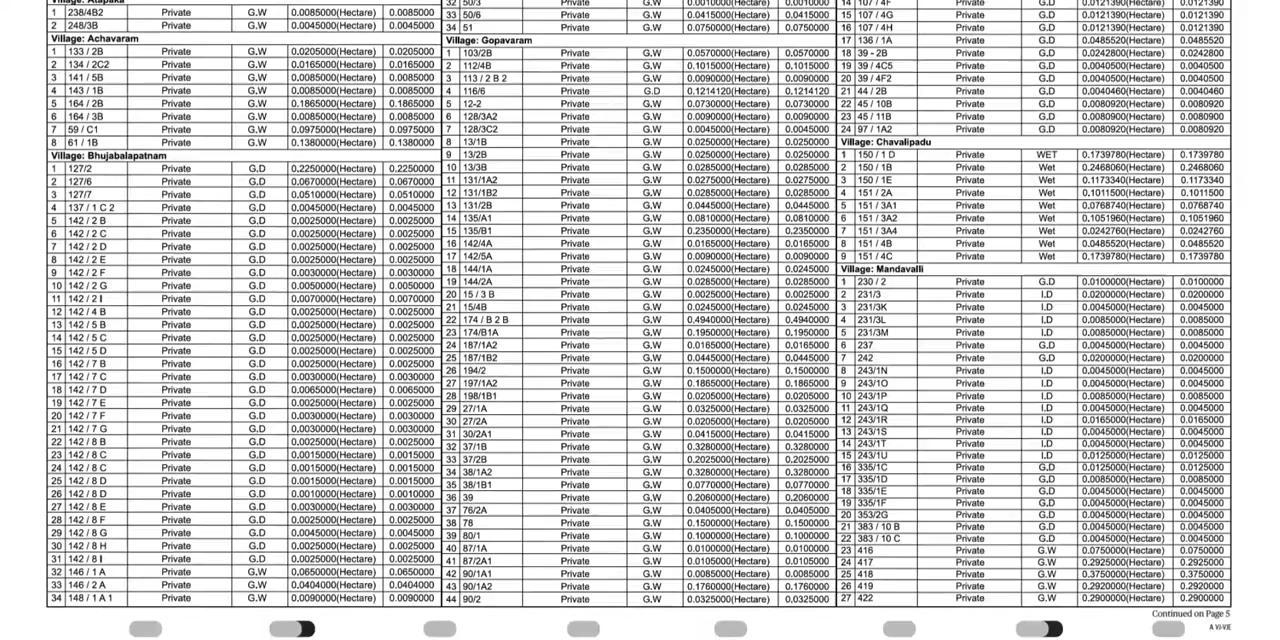 Village: Atapaka
1 238/4B2 Private G.W 0.0085000(Hectare) 0.0085000
2 248/3B Private G.W 0.0045000(Hectare) 0.0045000
Village: Achavaram
1 133 / 2B Private G.W 0.0205000(Hectare) 0.0205000
2 134 / 2C2 Private G.W 0.0165000(Hectare) 0.0165000
3 141 / 5B Private G.W 0.0085000(Hectare) 0.0085000
4 143 / 1B Private G.W 0.0085000(Hectare) 0.0085000
5 164 / 2B Private G.W 0.1865000(Hectare) 0.1865000
6 164 / 3B Private G.W 0.0085000(Hectare) 0.0085000
7 59 / C1 Private G.W 0.0975000(Hectare) 0.0975000
8 61 / 1B Private G.W 0.1380000(Hectare) 0.1380000
Village: Bhujabalapatnam
1 127/2 Private G.D 0.2250000(Hectare) 0.2250000
2 127/6 Private G.D 0.0670000(Hectare) 0.0670000
3 127/7 Private G.D 0.0510000(Hectare) 0.0510000
4 137 / 1 C 2 Private G.D 0.0045000(Hectare) 0.0045000
5 142 / 2 B Private G.D 0.0025000(Hectare) 0.0025000
6 142 / 2 C Private G.D 0.0025000(Hectare) 0.0025000
7 142 / 2 D Private G.D 0.0025000(Hectare) 0.0025000
8 142 / 2 E Private G.D 0.0025000(Hectare) 0.0025000
9 142 / 2 F Private G.D 0.0030000(Hectare) 0.0030000
10 142 / 2 G Private G.D 0.0050000(Hectare) 0.0050000
11 142 / 2 I Private G.D 0.0070000(Hectare) 0.0070000
12 142 / 4 B Private G.D 0.0025000(Hectare) 0.0025000
13 142 / 5 B Private G.D 0.0025000(Hectare) 0.0025000
14 142 / 5 C Private G.D 0.0025000(Hectare) 0.0025000
15 142 / 5 D Private G.D 0.0025000(Hectare) 0.0025000
16 142 / 7 B Private G.D 0.0025000(Hectare) 0.0025000
17 142 / 7 C Private G.D 0.0030000(Hectare) 0.0030000
18 142 / 7 D Private G.D 0.0065000(Hectare) 0.0065000
19 142 / 7 E Private G.D 0.0025000(Hectare) 0.0025000
20 142 / 7 F Private G.D 0.0030000(Hectare) 0.0030000
21 142 / 7 G Private G.D 0.0030000(Hectare) 0.0030000
22 142 / 8 B Private G.D 0.0025000(Hectare) 0.0025000
23 142 / 8 C Private G.D 0.0015000(Hectare) 0.0015000
24 142 / 8 C Private G.D 0.0015000(Hectare) 0.0015000
25 142 / 8 D Private G.D 0.0015000(Hectare) 0.0015000
26 142 / 8 D Private G.D 0.0010000(Hectare) 0.0010000
27 142 / 8 E Private G.D 0.0030000(Hectare) 0.0030000
28 142 / 8 F Private G.D 0.0025000(Hectare) 0.0025000
29 142 / 8 G Private G.D 0.0045000(Hectare) 0.0045000
30 142 / 8 H Private G.D 0.0025000(Hectare) 0.0025000
31 142 / 8 I Private G.D 0.0025000(Hectare) 0.0025000
32 146 / 1 A Private G.W 0.0650000(Hectare) 0.0650000
33 146 / 2 A Private G.W 0.0404000(Hectare) 0.0404000
34 148 / 1 A 1 Private G.W 0.0090000(Hectare) 0.0090000
32 50/3 Private G.W 0.0010000(Hectare) 0.0010000
33 50/6 Private G.W 0.0415000(Hectare) 0.0415000
34 51 Private G.W 0.0750000(Hectare) 0.0750000
Village: Gopavaram
1 103/2B Private G.W 0.0570000(Hectare) 0.0570000
2 112/4B Private G.W 0.1015000(Hectare) 0.1015000
3 113 / 2 B 2 Private G.W 0.0090000(Hectare) 0.0090000
4 116/6 Private G.D 0.1214120(Hectare) 0.1214120
5 12-2 Private G.W 0.0730000(Hectare) 0.0730000
6 128/3A2 Private G.W 0.0090000(Hectare) 0.0090000
7 128/3C2 Private G.W 0.0045000(Hectare) 0.0045000
8 13/1B Private G.W 0.0250000(Hectare) 0.0250000
9 13/2B Private G.W 0.0250000(Hectare) 0.0250000
10 13/3B Private G.W 0.0285000(Hectare) 0.0285000
11 131/1A2 Private G.W 0.0275000(Hectare) 0.0275000
12 131/1B2 Private G.W 0.0285000(Hectare) 0.0285000
13 131/2B Private G.W 0.0445000(Hectare) 0.0445000
14 135/A1 Private G.W 0.0810000(Hectare) 0.0810000
15 135/B1 Private G.W 0.2350000(Hectare) 0.2350000
16 142/4A Private G.W 0.0165000(Hectare) 0.0165000
17 142/5A Private G.W 0.0090000(Hectare) 0.0090000
18 144/1A Private G.W 0.0245000(Hectare) 0.0245000
19 144/2A Private G.W 0.0285000(Hectare) 0.0285000
20 15 / 3 B Private G.W 0.0025000(Hectare) 0.0025000
21 15/4B Private G.W 0.0245000(Hectare) 0.0245000
22 174 / B 2 B Private G.W 0.4940000(Hectare) 0.4940000
23 174/B1A Private G.W 0.1950000(Hectare) 0.1950000
24 187/1A2 Private G.W 0.0165000(Hectare) 0.0165000
25 187/1B2 Private G.W 0.0445000(Hectare) 0.0445000
26 194/2 Private G.W 0.1500000(Hectare) 0.1500000
27 197/1A2 Private G.W 0.1865000(Hectare) 0.1865000
28 198/1B1 Private G.W 0.0205000(Hectare) 0.0205000
29 27/1A Private G.W 0.0325000(Hectare) 0.0325000
30 27/2A Private G.W 0.0205000(Hectare) 0.0205000
31 30/2A1 Private G.W 0.0415000(Hectare) 0.0415000
32 37/1B Private G.W 0.3280000(Hectare) 0.3280000
33 37/2B Private G.W 0.2025000(Hectare) 0.2025000
34 38/1A2 Private G.W 0.3280000(Hectare) 0.3280000
35 38/1B1 Private G.W 0.0770000(Hectare) 0.0770000
36 39 Private G.W 0.2060000(Hectare) 0.2060000
37 76/2A Private G.W 0.0405000(Hectare) 0.0405000
38 78 Private G.W 0.1500000(Hectare) 0.1500000
39 80/1 Private G.W 0.1000000(Hectare) 0.1000000
40 87/1A Private G.W 0.0100000(Hectare) 0.0100000
41 87/2A1 Private G.W 0.0105000(Hectare) 0.0105000
42 90/1A1 Private G.W 0.0085000(Hectare) 0.0085000
43 90/1A2 Private G.W 0.1760000(Hectare) 0.1760000
44 90/2 Private G.W 0.0325000(Hectare) 0.0325000
14 107 / 4F Private G.D 0.0121390(Hectare) 0.0121390
15 107 / 4G Private G.D 0.0121390(Hectare) 0.0121390
16 107 / 4H Private G.D 0.0121390(Hectare) 0.0121390
17 136 / 1A Private G.D 0.0485520(Hectare) 0.0485520
18 39 - 2B Private G.D 0.0242800(Hectare) 0.0242800
19 39 / 4C5 Private G.D 0.0040500(Hectare) 0.0040500
20 39 / 4F2 Private G.D 0.0040500(Hectare) 0.0040500
21 44 / 2B Private G.D 0.0040460(Hectare) 0.0040460
22 45 / 10B Private G.D 0.0080920(Hectare) 0.0080920
23 45 / 11B Private G.D 0.0080900(Hectare) 0.0080900
24 97 / 1A2 Private G.D 0.0080920(Hectare) 0.0080920
Village: Chavalipadu
1 150 / 1 D Private WET 0.1739780(Hectare) 0.1739780
2 150 / 1B Private Wet 0.2468060(Hectare) 0.2468060
3 150 / 1E Private Wet 0.1173340(Hectare) 0.1173340
4 151 / 2A Private Wet 0.1011500(Hectare) 0.1011500
5 151 / 3A1 Private Wet 0.0768740(Hectare) 0.0768740
6 151 / 3A2 Private Wet 0.1051960(Hectare) 0.1051960
7 151 / 3A4 Private Wet 0.0242760(Hectare) 0.0242760
8 151 / 4B Private Wet 0.0485520(Hectare) 0.0485520
9 151 / 4C Private Wet 0.1739780(Hectare) 0.1739780
Village: Mandavalli
1 230 / 2 Private G.D 0.0100000(Hectare) 0.0100000
2 231/3 Private I.D 0.0200000(Hectare) 0.0200000
3 231/3K Private I.D 0.0045000(Hectare) 0.0045000
4 231/3L Private I.D 0.0085000(Hectare) 0.0085000
5 231/3M Private I.D 0.0085000(Hectare) 0.0085000
6 237 Private G.D 0.0045000(Hectare) 0.0045000
7 242 Private G.D 0.0200000(Hectare) 0.0200000
8 243/1N Private I.D 0.0045000(Hectare) 0.0045000
9 243/1O Private I.D 0.0045000(Hectare) 0.0045000
10 243/1P Private I.D 0.0085000(Hectare) 0.0085000
11 243/1Q Private I.D 0.0045000(Hectare) 0.0045000
12 243/1R Private I.D 0.0165000(Hectare) 0.0165000
13 243/1S Private I.D 0.0045000(Hectare) 0.0045000
14 243/1T Private I.D 0.0045000(Hectare) 0.0045000
15 243/1U Private I.D 0.0125000(Hectare) 0.0125000
16 335/1C Private G.D 0.0125000(Hectare) 0.0125000
17 335/1D Private G.D 0.0085000(Hectare) 0.0085000
18 335/1E Private G.D 0.0045000(Hectare) 0.0045000
19 335/1F Private G.D 0.0045000(Hectare) 0.0045000
20 353/2G Private G.D 0.0045000(Hectare) 0.0045000
21 383 / 10 B Private G.D 0.0045000(Hectare) 0.0045000
22 383 / 10 C Private G.D 0.0045000(Hectare) 0.0045000
23 416 Private G.W 0.0750000(Hectare) 0.0750000
24 417 Private G.W 0.2925000(Hectare) 0.2925000
25 418 Private G.W 0.3750000(Hectare) 0.3750000
26 419 Private G.W 0.2920000(Hectare) 0.2920000
27 422 Private G.W 0.2900000(Hectare) 0.2900000
Continued on Page 5
A VJ-VJE